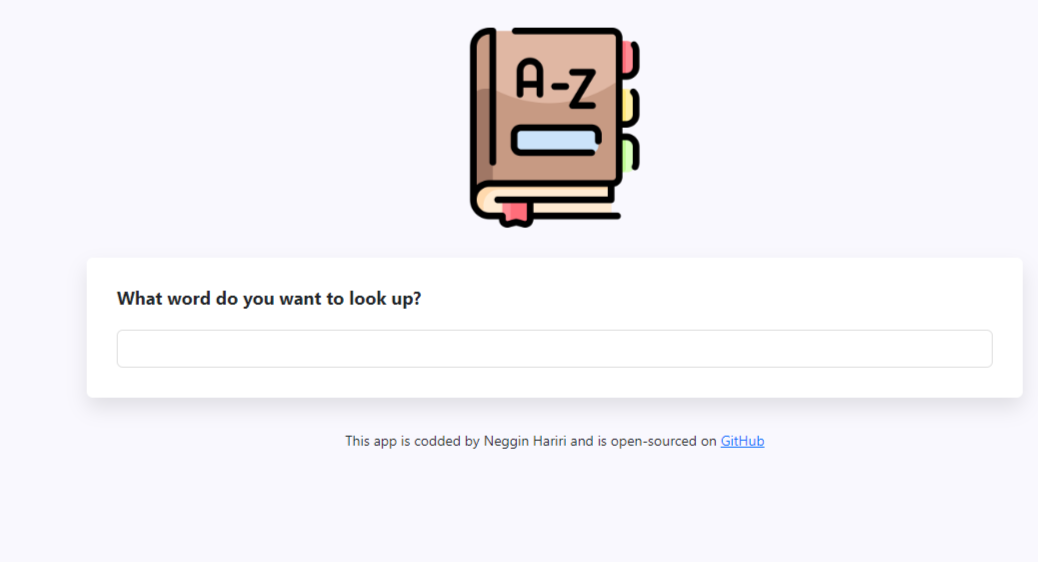 A-Z
What word do you want to look up?
This app is codded by Neggin Hariri and is open-sourced on GitHub